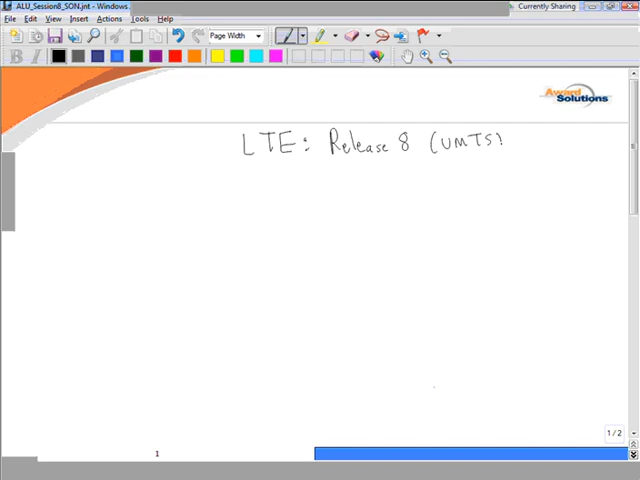 ALU_Session8_SON.jnt - Windows
Currently Sharing
File Edit View Insert Actions Tools Help
Page Width
B I
Award
Solutions
LTE: Release 8 (UMTS)
1 / 2
1